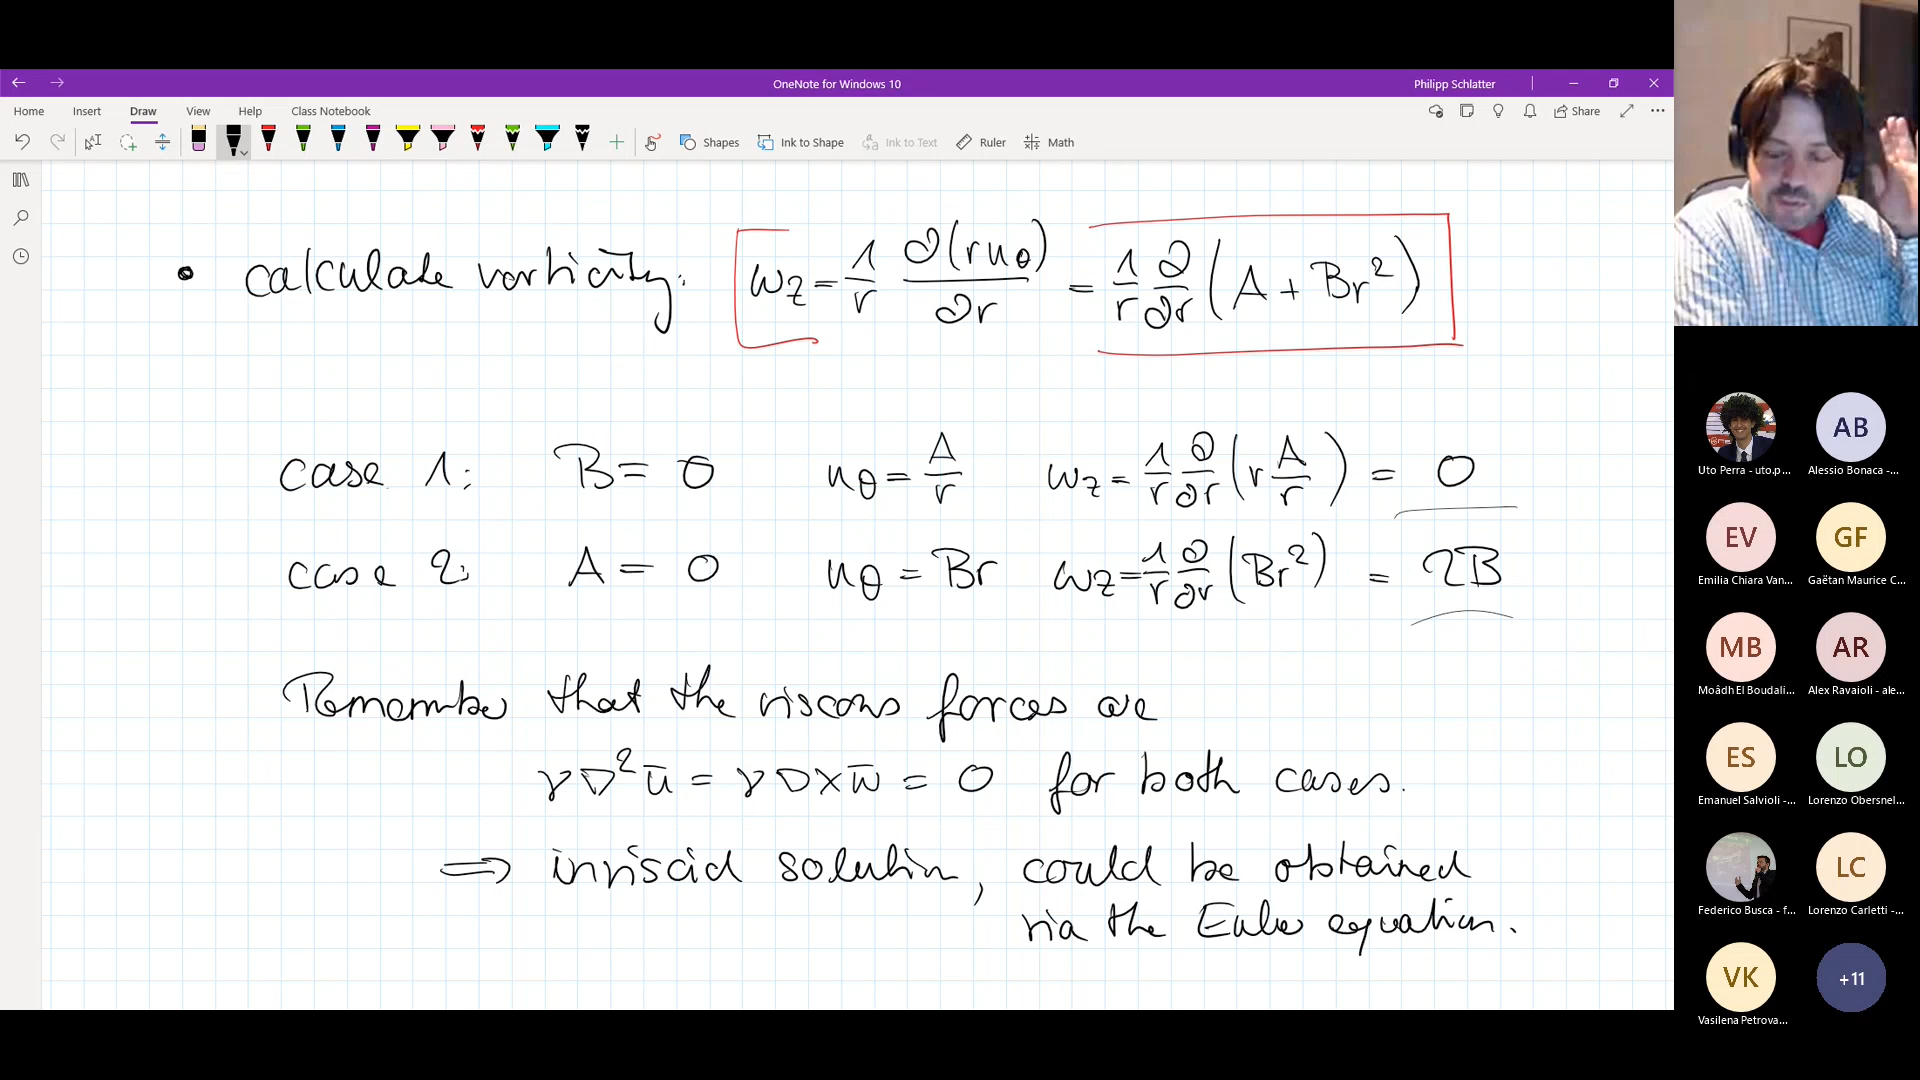 OneNote for Windows 10
Philipp Schlatter
Home Insert Draw View Help Class Notebook
Share
Shapes Ink to Shape Ink to Text Ruler Math
• calculate vorticity: ωz = 1/r ∂(r uθ)/∂r = 1/r ∂/∂r (A + Br²)
case 1: B = 0 uθ = A/r ωz = 1/r ∂/∂r (r A/r) = 0
case 2: A = 0 uθ = Br ωz = 1/r ∂/∂r (Br²) = 2B
Remember that the viscous forces are
ν∇²ū = ν∇×ω̄ = 0 for both cases.
⇒ inviscid solution, could be obtained
via the Euler equation.
AB
Uto Perra - uto.p... Alessio Bonaca -...
EV GF
Emilia Chiara Van... Gaëtan Maurice C...
MB AR
Moâdh El Boudali... Alex Ravaioli - ale...
ES LO
Emanuel Salvioli -... Lorenzo Obersnel...
LC
Federico Busca - f... Lorenzo Carletti -...
VK +11
Vasilena Petrova...